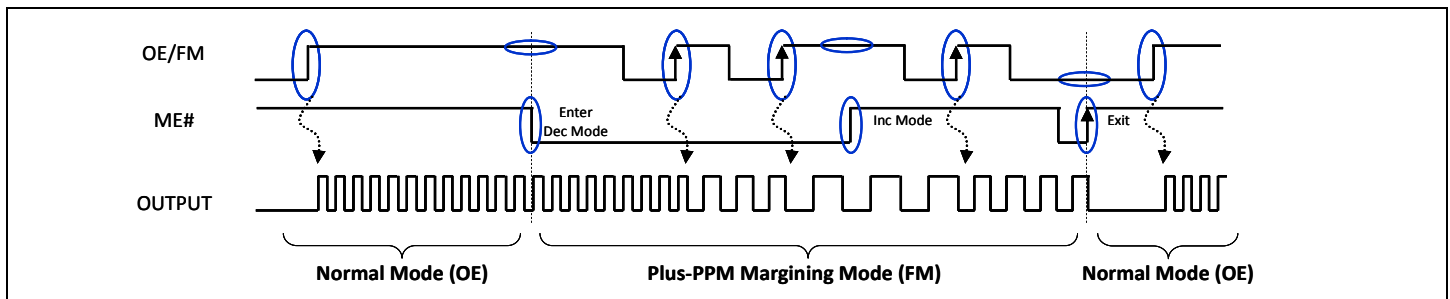 OE/FM
ME#
Enter
Dec Mode
Inc Mode
Exit
OUTPUT
Normal Mode (OE)
Plus-PPM Margining Mode (FM)
Normal Mode (OE)